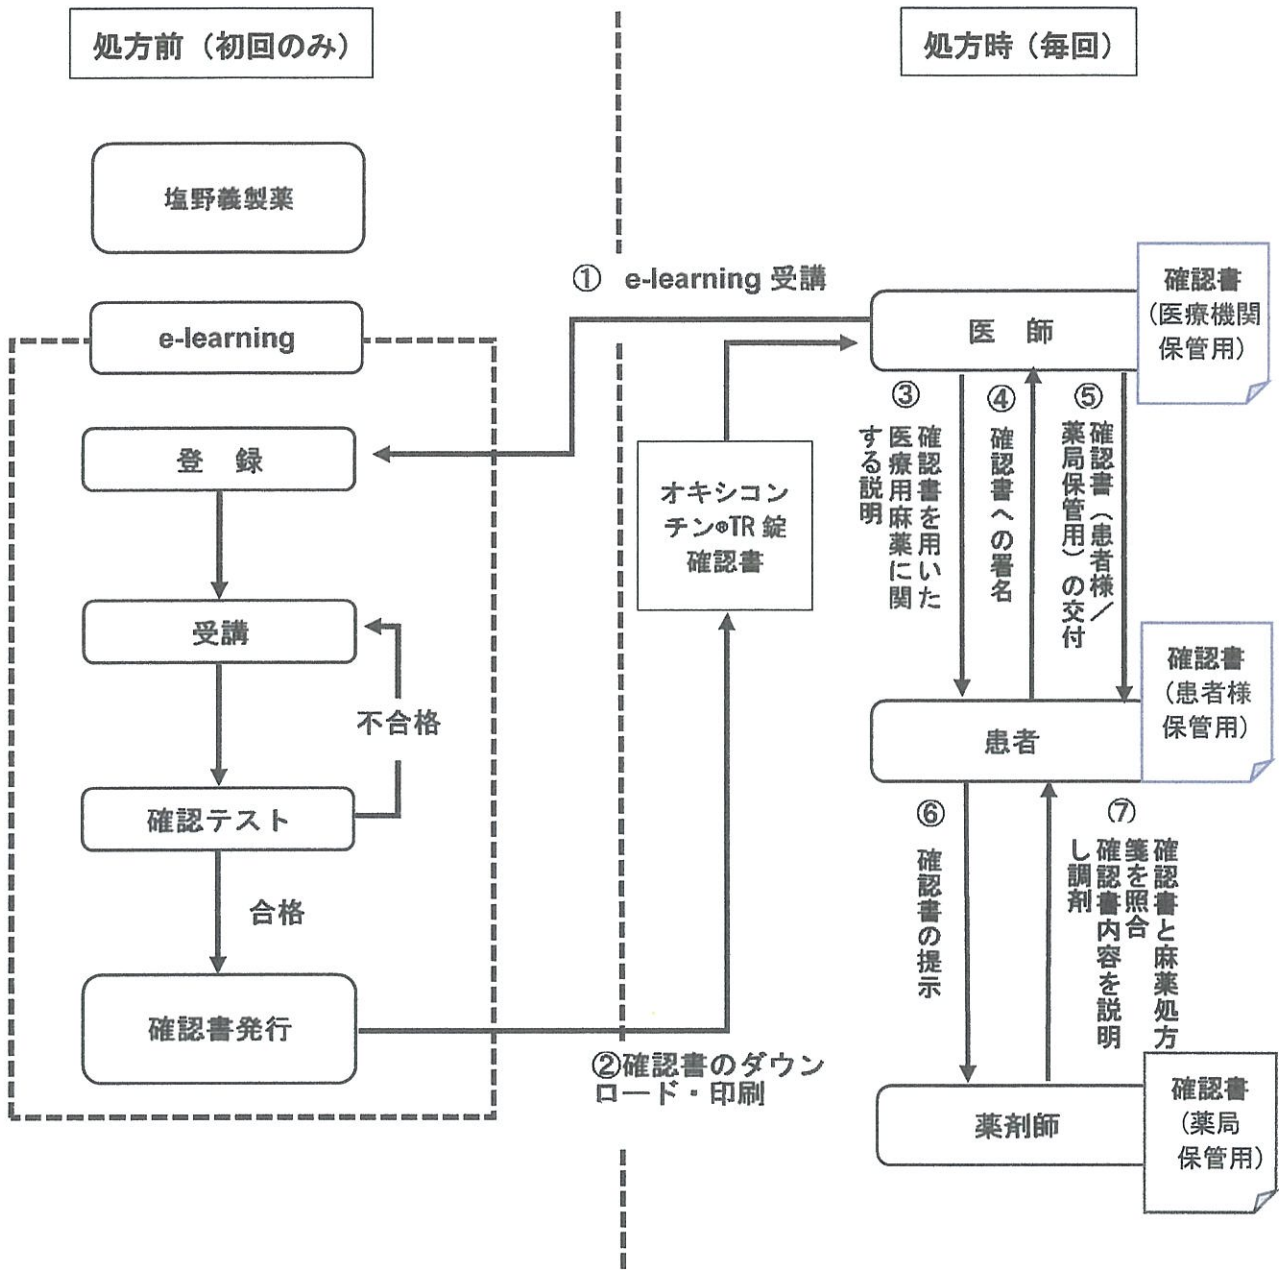 処方前（初回のみ）
処方時（毎回）
塩野義製薬
e-learning
登　録
受講
不合格
確認テスト
合格
確認書発行
① e-learning 受講
オキシコン
チン®TR 錠
確認書
②確認書のダウン
ロード・印刷
医　師
確認書
（医療機関
保管用）
③
確認書を用いた
医療用麻薬に関
する説明
④
確認書への署名
⑤
確認書（患者様／
薬局保管用）の交付
患者
確認書
（患者様
保管用）
⑥
確認書の提示
⑦
確認書と麻薬処方
箋を照合
確認書内容を説明
し調剤
薬剤師
確認書
（薬局
保管用）